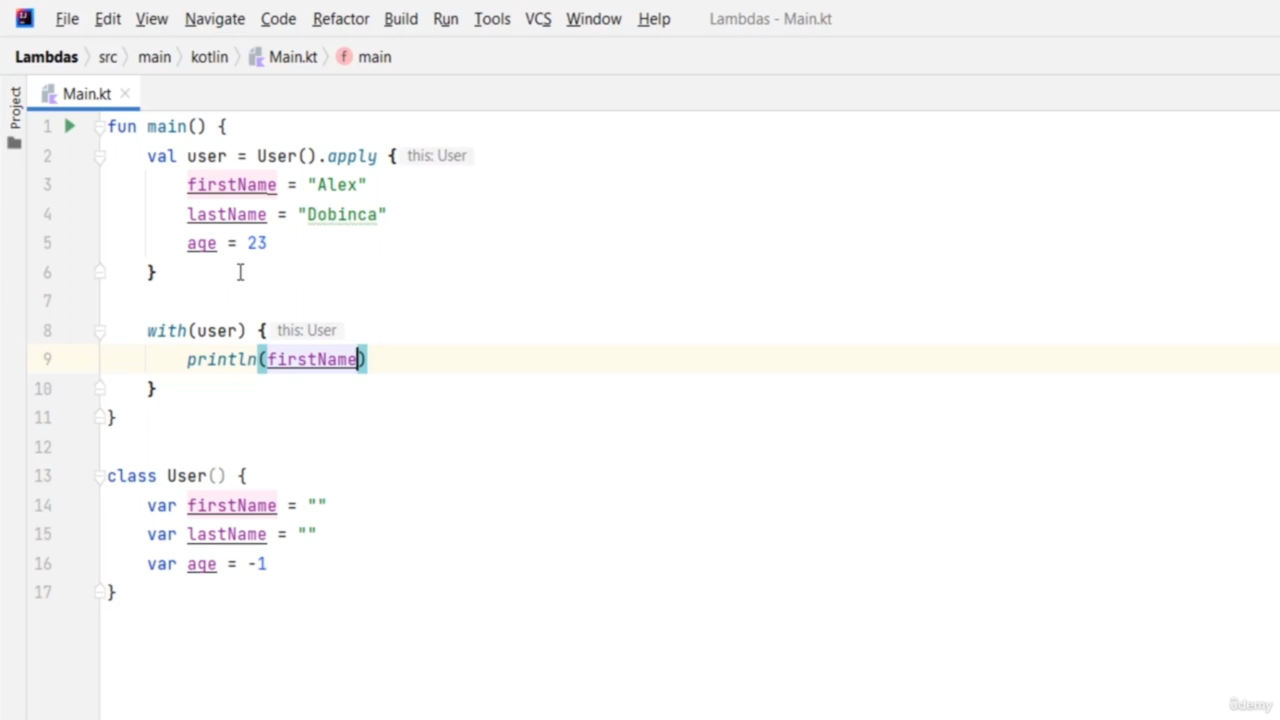 File Edit View Navigate Code Refactor Build Run Tools VCS Window Help Lambdas - Main.kt
Lambdas src main kotlin Main.kt f main
Project
Main.kt
1 fun main() {
2 val user = User().apply { this: User
3 firstName = "Alex"
4 lastName = "Dobinca"
5 age = 23
6 }
7
8 with(user) { this: User
9 println(firstName)
10 }
11 }
12
13 class User() {
14 var firstName = ""
15 var lastName = ""
16 var age = -1
17 }
ûdemy